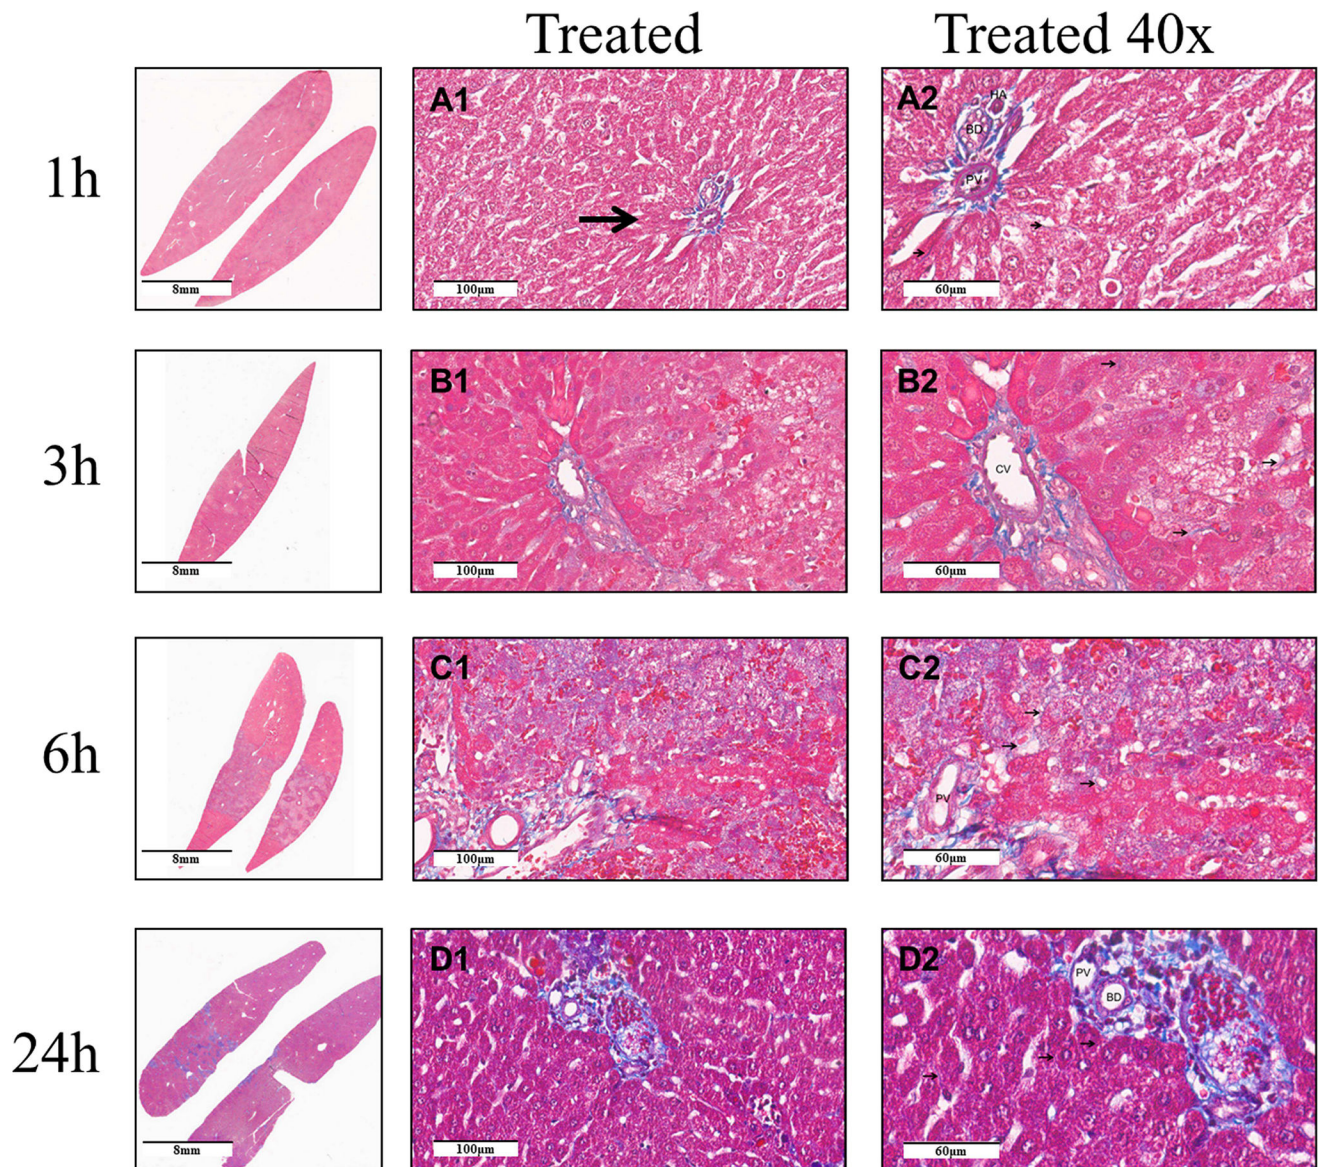 Treated Treated 40x
1h
A1
A2
HA
BD
PV
8mm
100µm
60µm
3h
B1
B2
CV
8mm
100µm
60µm
6h
C1
C2
PV
8mm
100µm
60µm
24h
D1
D2
PV
BD
8mm
100µm
60µm